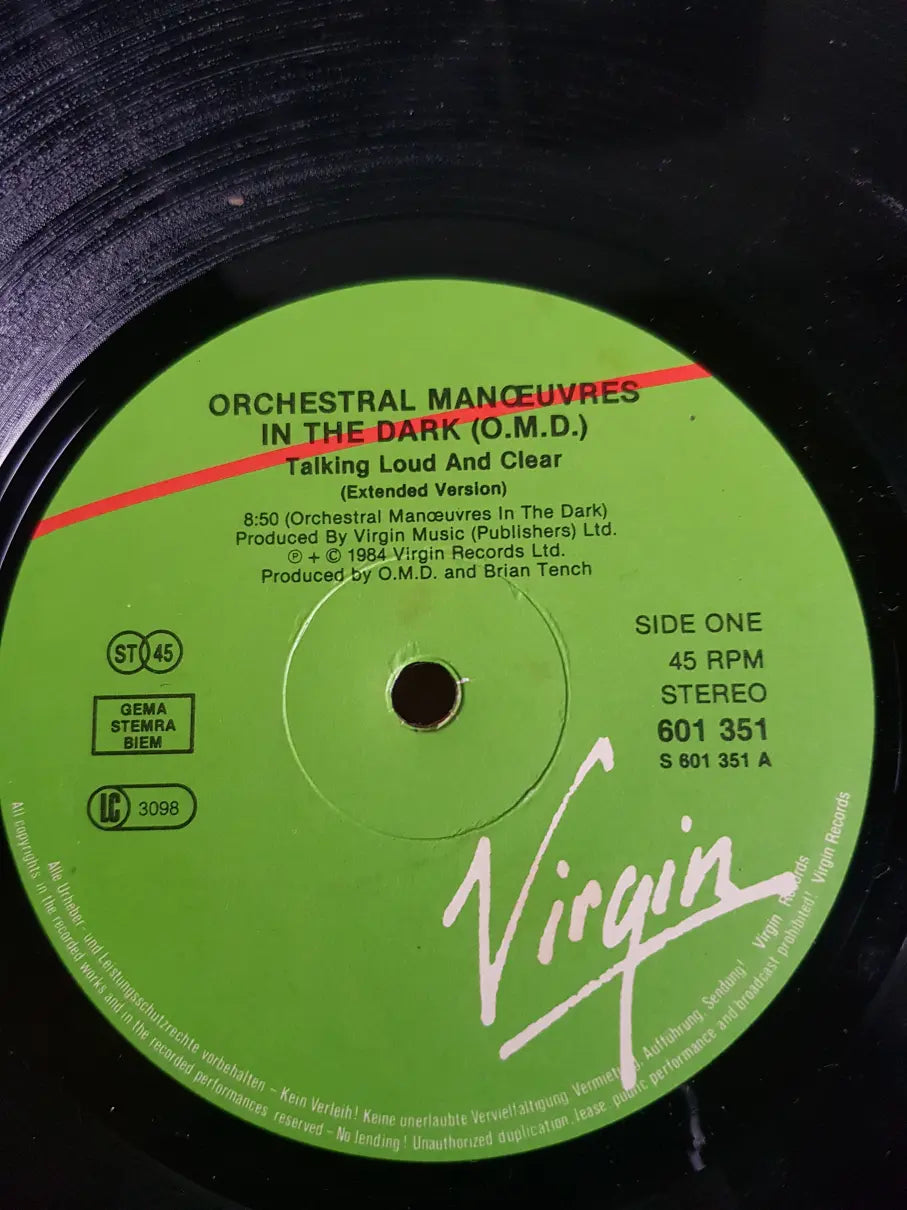 ORCHESTRAL MANŒUVRES
IN THE DARK (O.M.D.)
Talking Loud And Clear
(Extended Version)
8:50 (Orchestral Manœuvres In The Dark)
Produced By Virgin Music (Publishers) Ltd.
℗ + © 1984 Virgin Records Ltd.
Produced by O.M.D. and Brian Tench
ST 45
GEMA
STEMRA
BIEM
LC 3098
SIDE ONE
45 RPM
STEREO
601 351
S 601 351 A
Virgin
Alle Urheber- und Leistungsschutzrechte vorbehalten – Kein Verleih! Keine unerlaubte Vervielfältigung, Vermietung, Aufführung, Sendung! Virgin Records
All copyrights in the recorded works and in the recorded performances reserved – No lending! Unauthorized duplication, lease, public performance and broadcast prohibited! Virgin Records